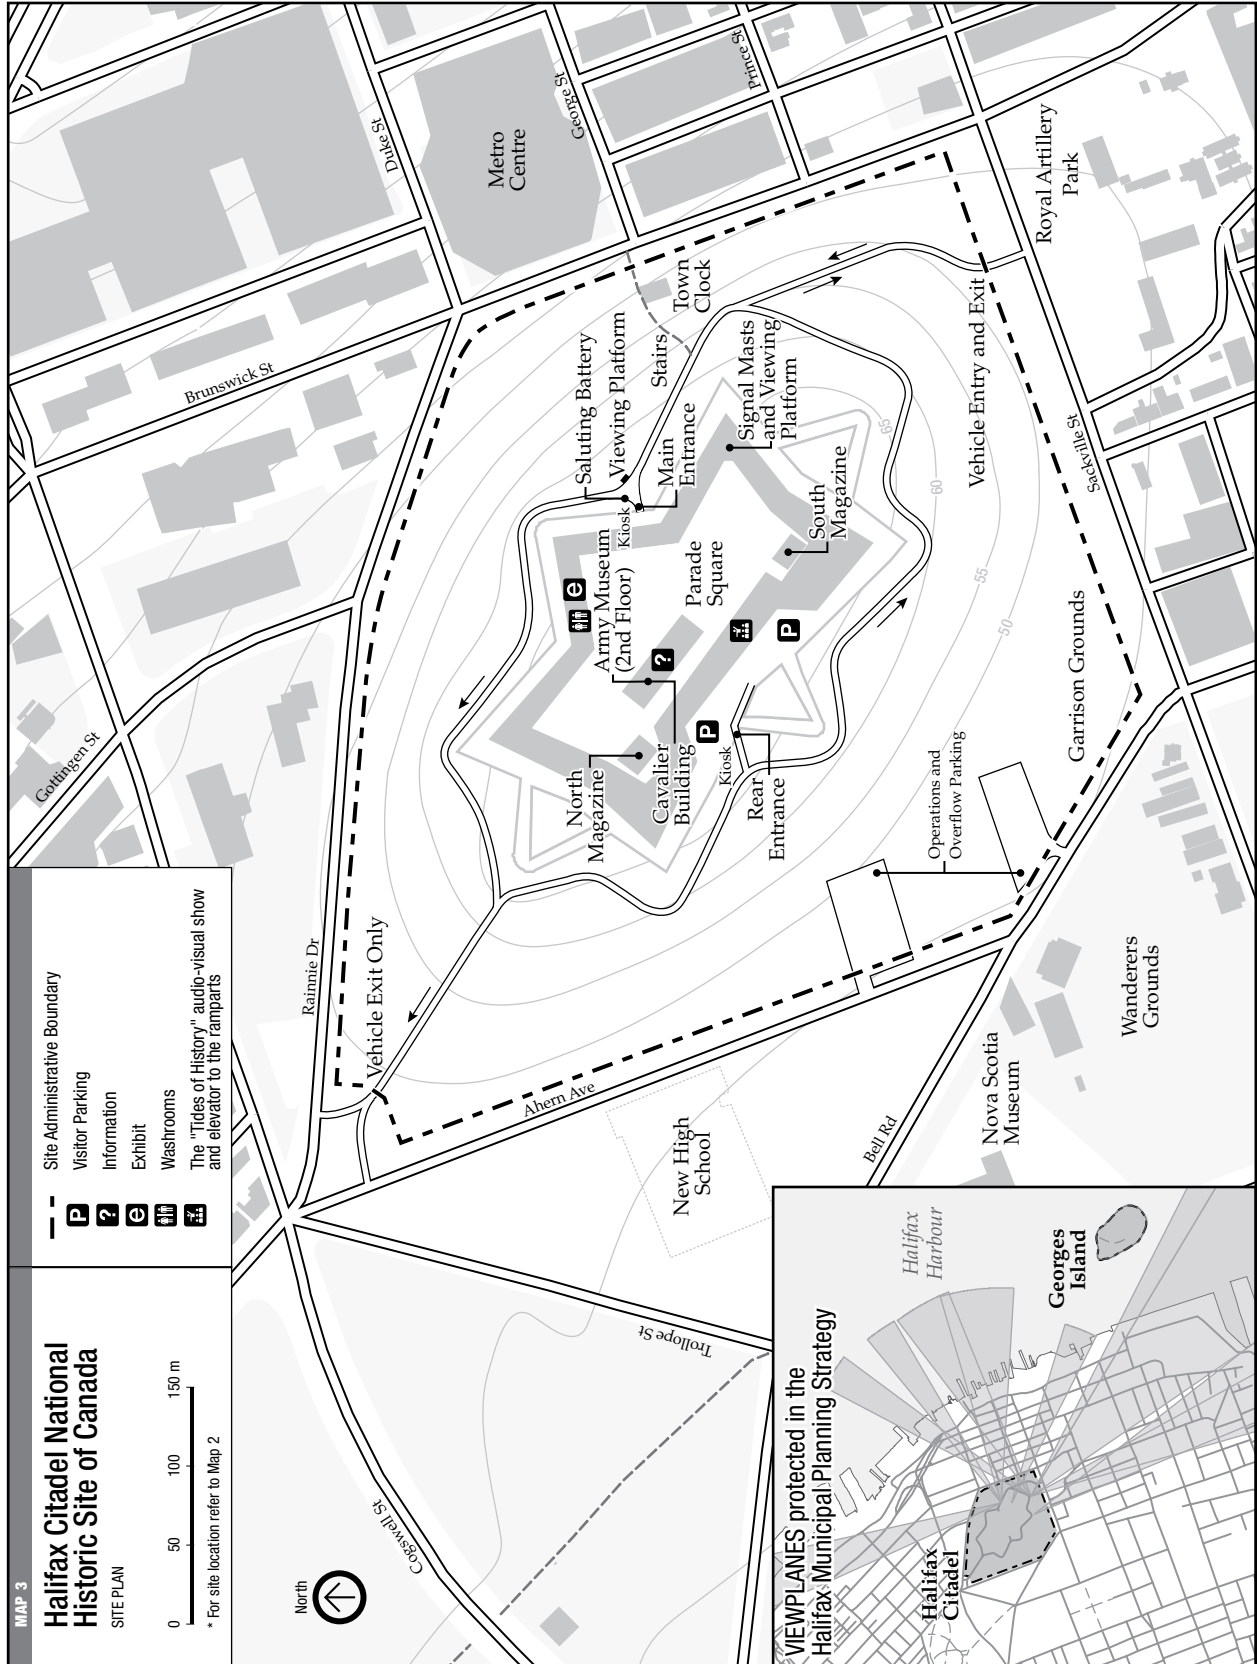 MAP 3
Halifax Citadel National
Historic Site of Canada
SITE PLAN
0 50 100 150 m
* For site location refer to Map 2
Site Administrative Boundary
P Visitor Parking
? Information
e Exhibit
Washrooms
The "Tides of History" audio-visual show
and elevator to the ramparts
North
Cogswell St
Trollope St
Rainnie Dr
Gottingen St
Brunswick St
Duke St
George St
Prince St
Sackville St
Ahern Ave
Bell Rd
Metro
Centre
Royal Artillery
Park
Town
Clock
Stairs
Saluting Battery
Viewing Platform
Main
Entrance
Kiosk
Signal Masts
and Viewing
Platform
Army Museum
(2nd Floor)
e
?
P
P
Parade
Square
South
Magazine
North
Magazine
Cavalier
Building
Kiosk
Rear
Entrance
Vehicle Exit Only
Vehicle Entry and Exit
65
60
55
50
Operations and
Overflow Parking
Garrison Grounds
New High
School
Nova Scotia
Museum
Wanderers
Grounds
VIEWPLANES protected in the
Halifax Municipal Planning Strategy
Halifax
Citadel
Halifax
Harbour
Georges
Island